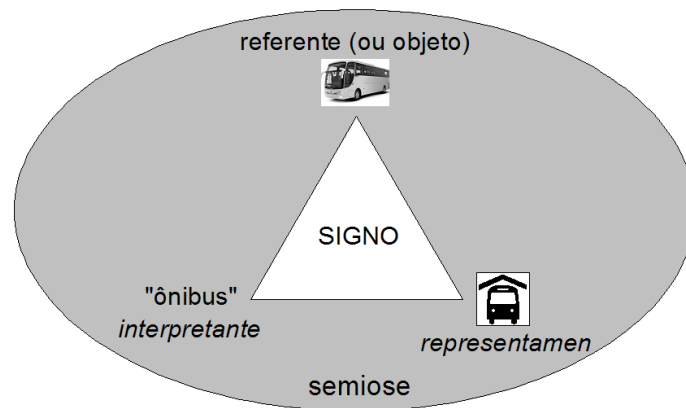 referente (ou objeto)
SIGNO
"ônibus"
interpretante
representamen
semiose